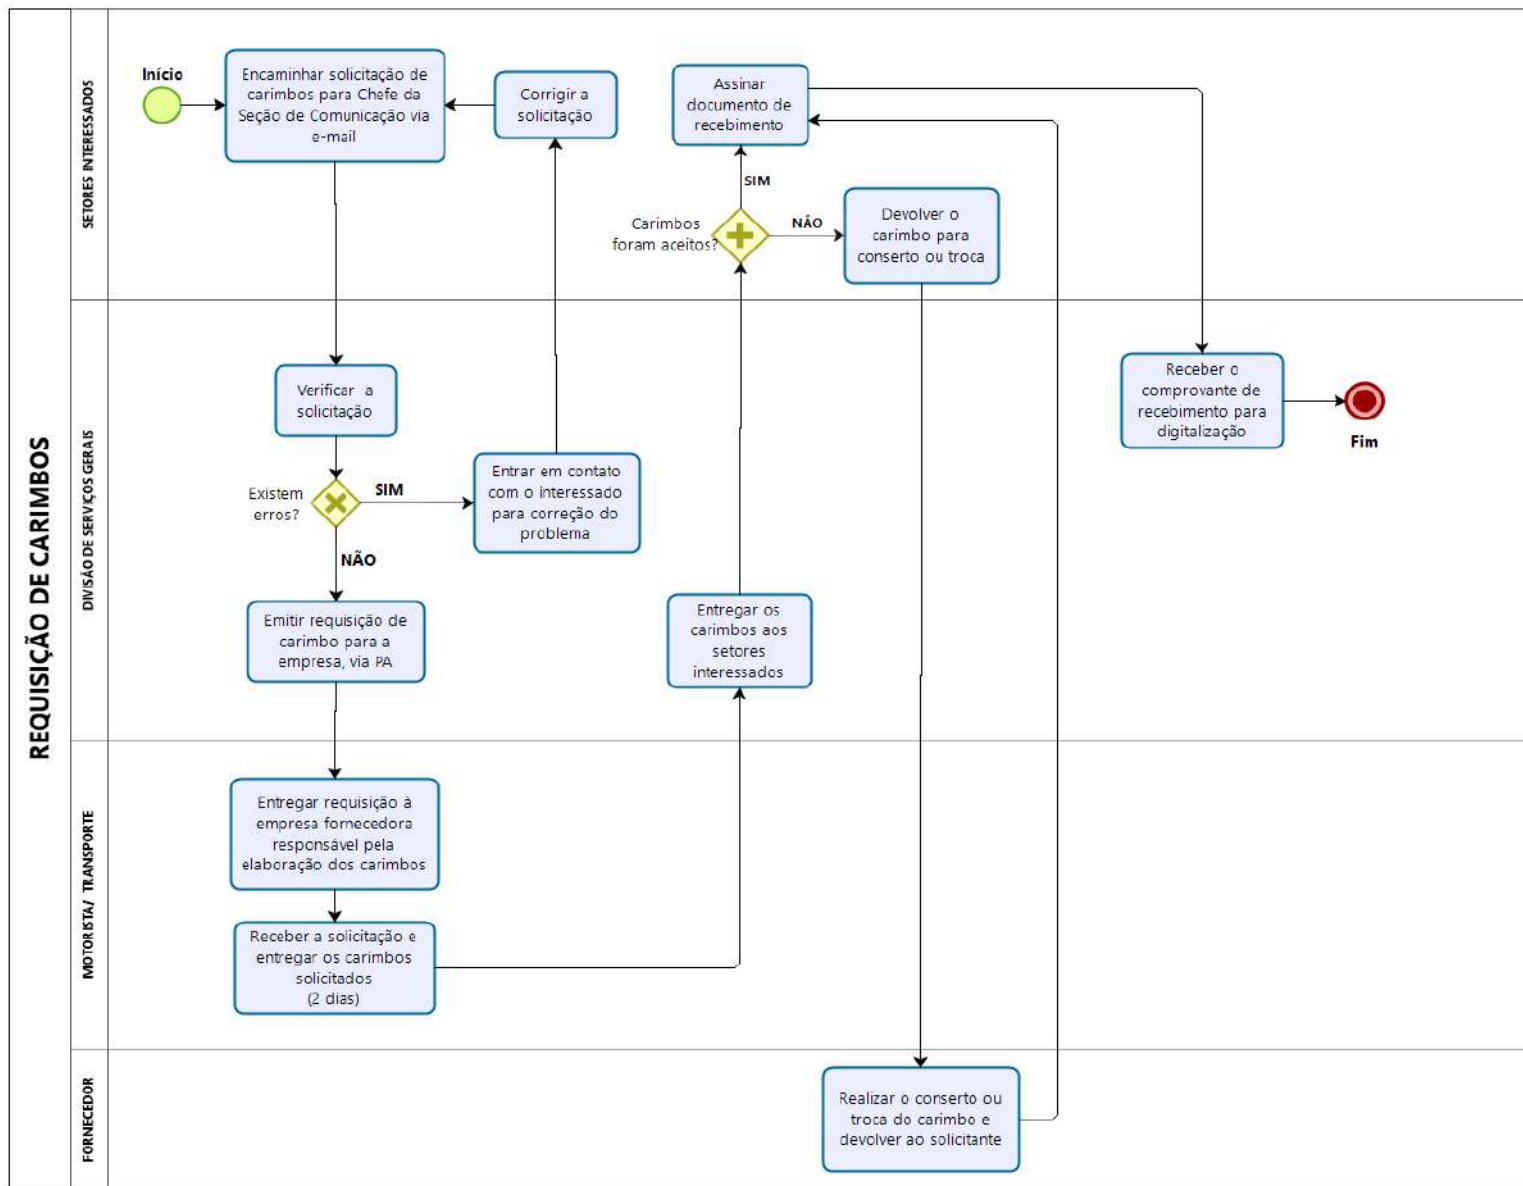 REQUISIÇÃO DE CARIMBOS
SETORES INTERESSADOS
Início
Encaminhar solicitação de
carimbos para Chefe da
Seção de Comunicação via
e-mail
Corrigir a
solicitação
Assinar
documento de
recebimento
SIM
Carimbos
foram aceitos?
NÃO
Devolver o
carimbo para
conserto ou troca
DIVISÃO DE SERVIÇOS GERAIS
Verificar a
solicitação
Existem
erros?
SIM
NÃO
Entrar em contato
com o interessado
para correção do
problema
Emitir requisição de
carimbo para a
empresa, via PA
Entregar os
carimbos aos
setores
interessados
Receber o
comprovante de
recebimento para
digitalização
Fim
MOTORISTA/ TRANSPORTE
Entregar requisição à
empresa fornecedora
responsável pela
elaboração dos carimbos
Receber a solicitação e
entregar os carimbos
solicitados
(2 dias)
FORNECEDOR
Realizar o conserto ou
troca do carimbo e
devolver ao solicitante